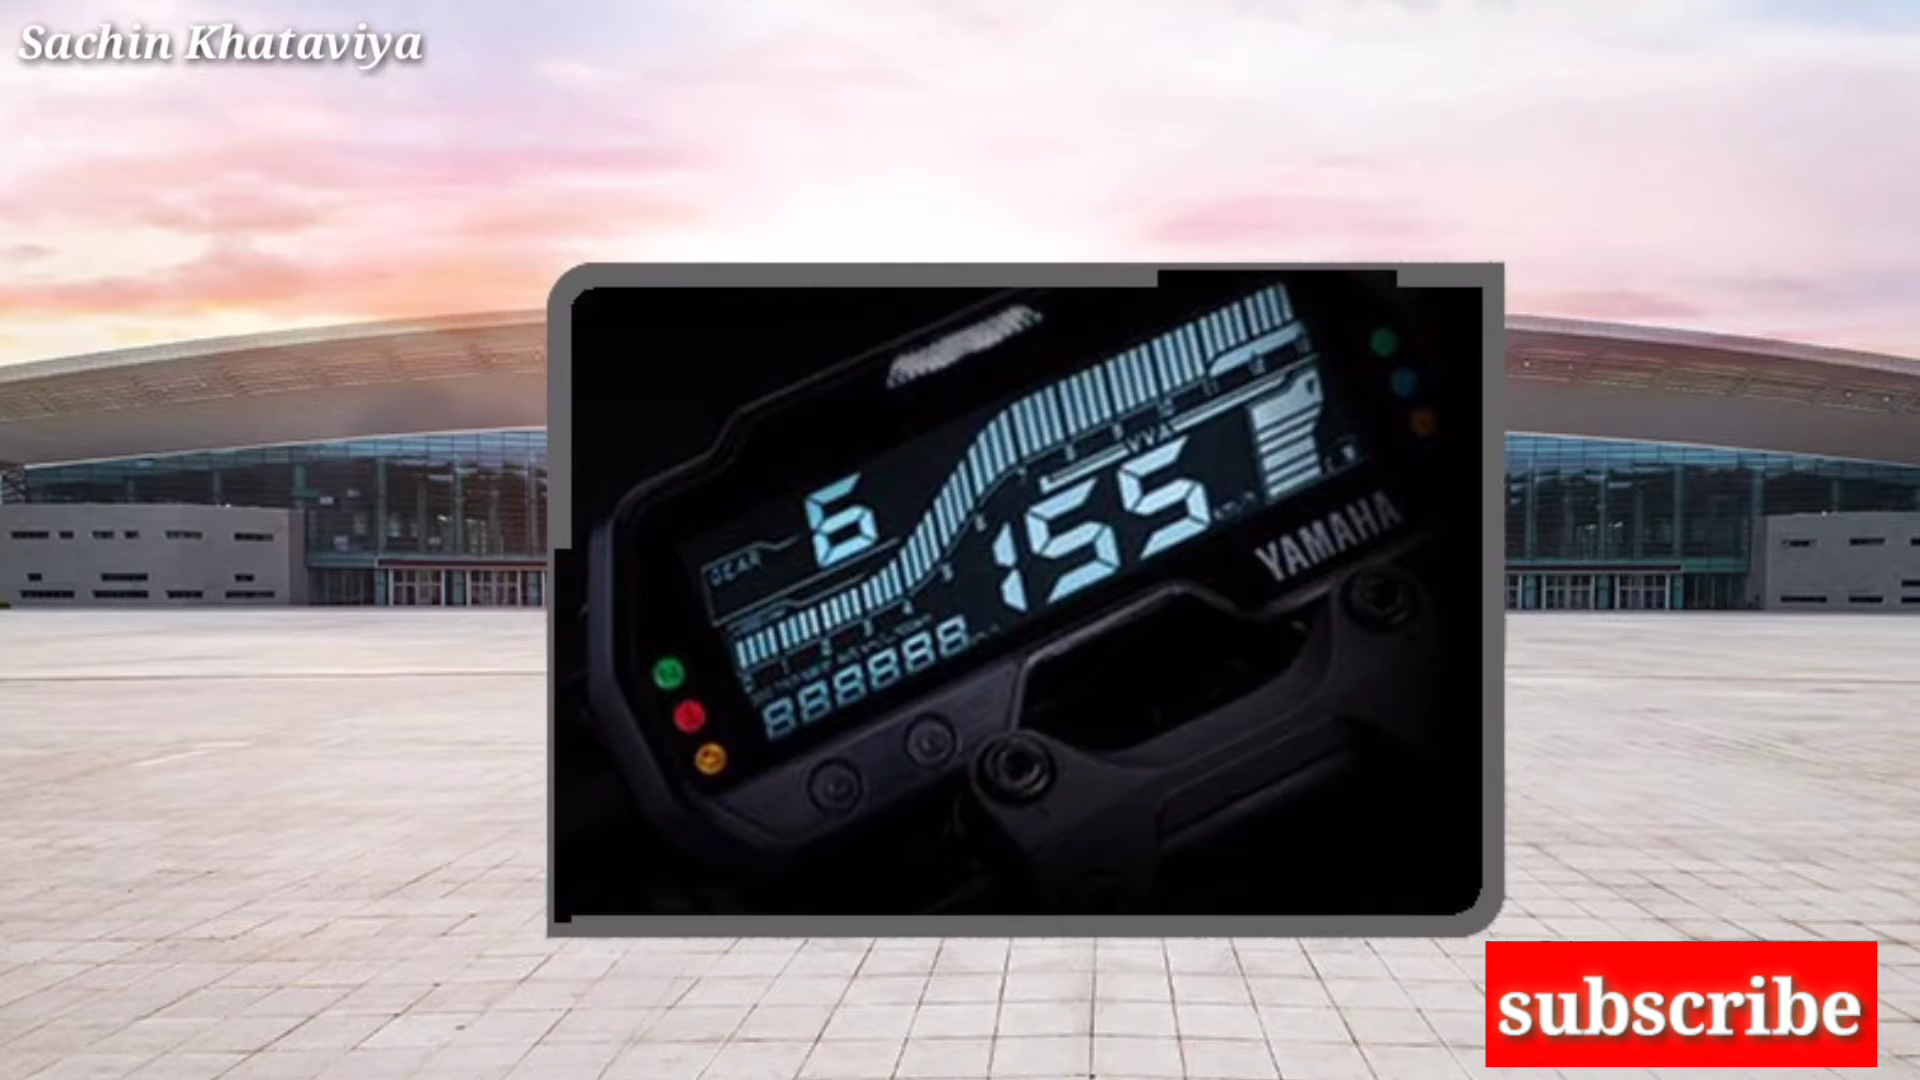 Sachin Khataviya
GEAR
6
VVA
155
YAMAHA
888888
subscribe